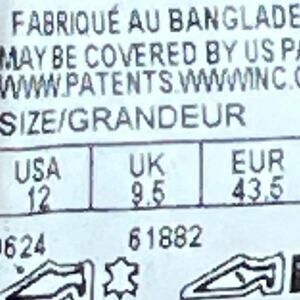 FABRIQUÉ AU BANGLADE
MAY BE COVERED BY US PA
WWW.PATENTS.WWWINC.C
SIZE/GRANDEUR
USA UK EUR
12 9.5 43.5
0624 61882